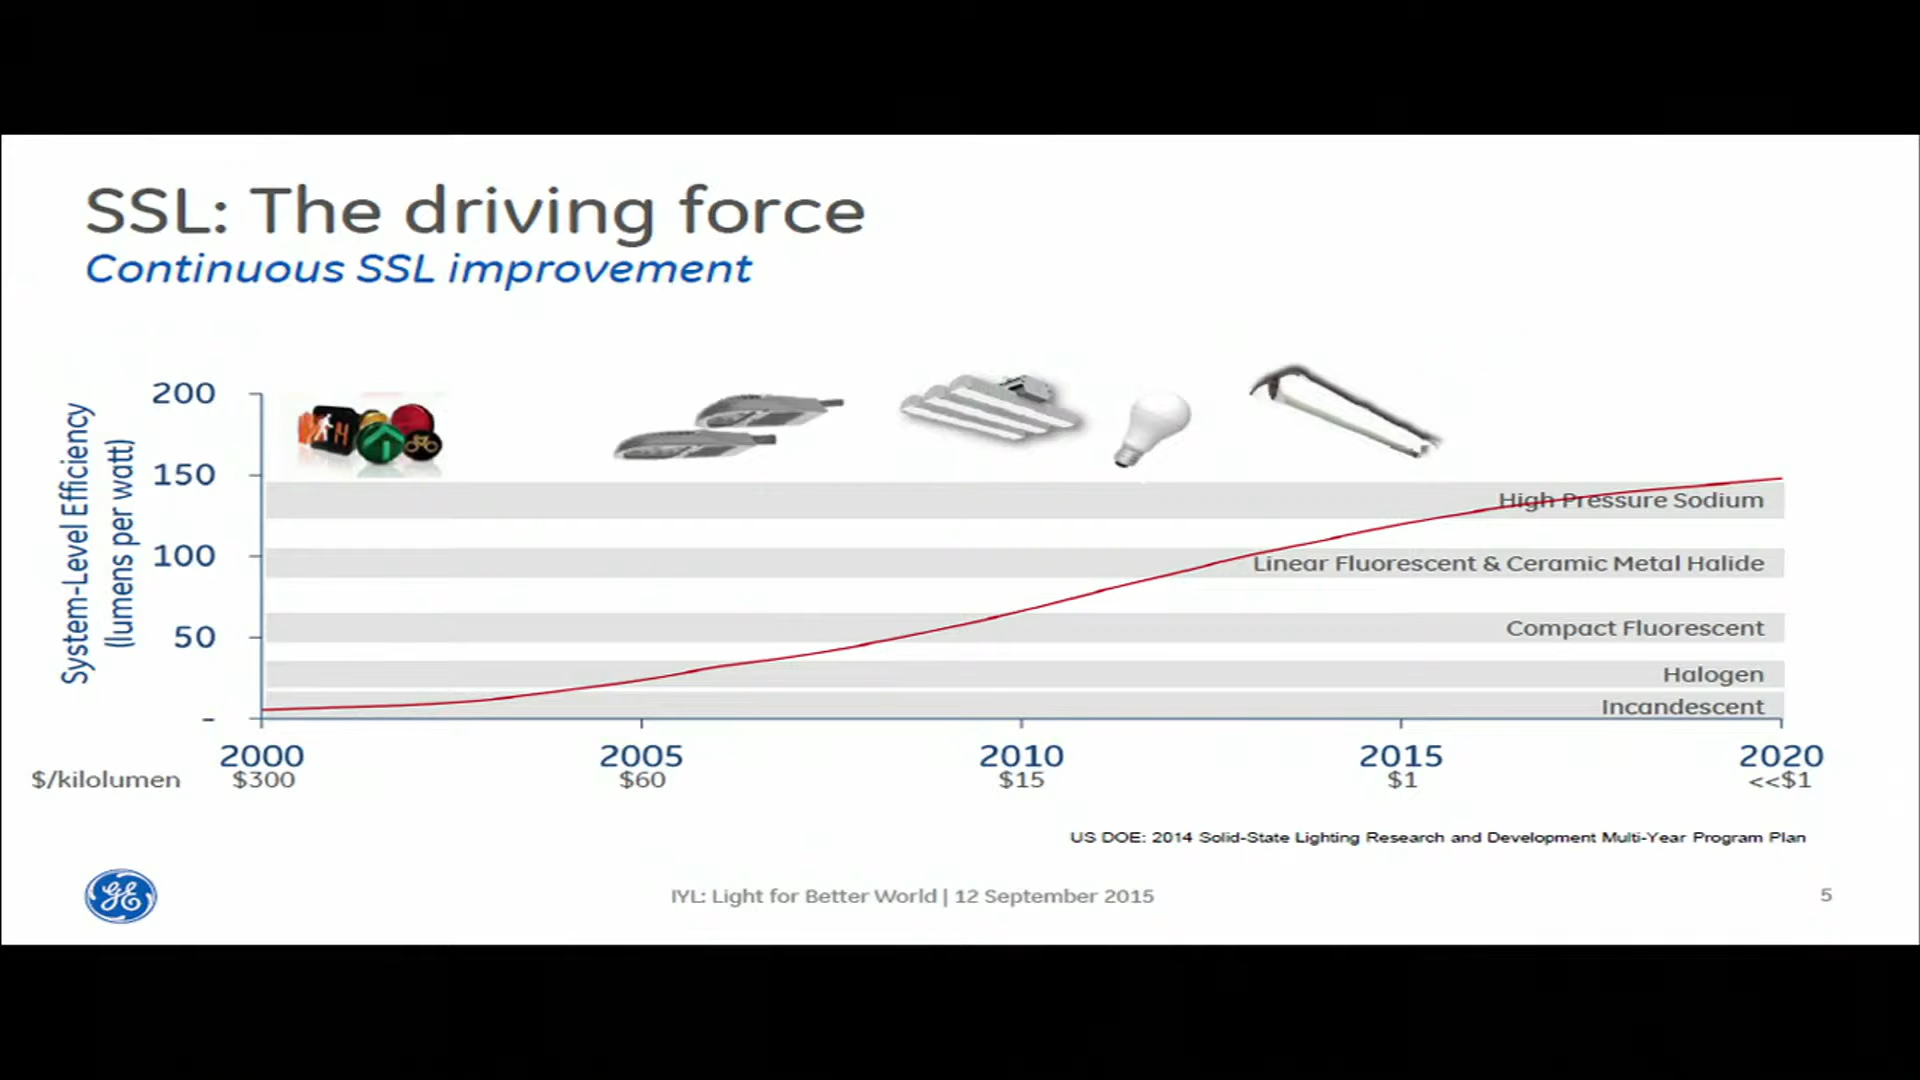 SSL: The driving force
Continuous SSL improvement
System-Level Efficiency
(lumens per watt)
200
150
100
50
-
High Pressure Sodium
Linear Fluorescent & Ceramic Metal Halide
Compact Fluorescent
Halogen
Incandescent
2000 2005 2010 2015 2020
$/kilolumen $300 $60 $15 $1 <<$1
US DOE: 2014 Solid-State Lighting Research and Development Multi-Year Program Plan
GE
IYL: Light for Better World | 12 September 2015
5